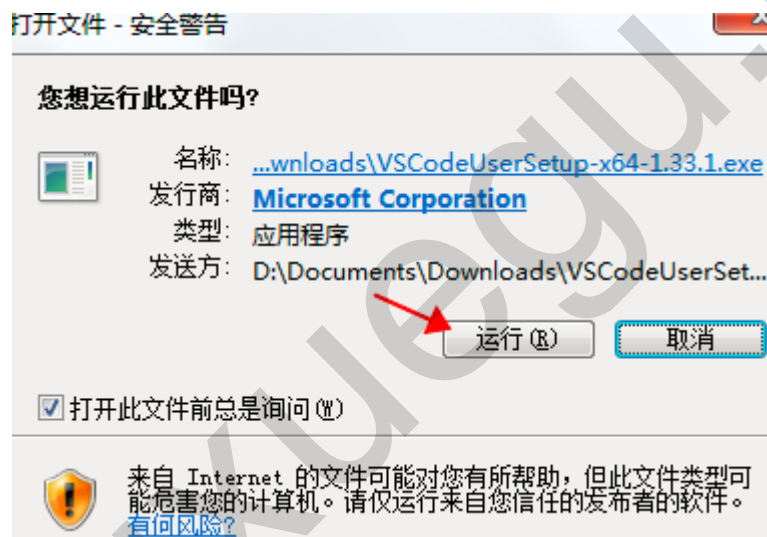 打开文件 - 安全警告
您想运行此文件吗?
名称: ...wnloads\VSCodeUserSetup-x64-1.33.1.exe
发行商: Microsoft Corporation
类型: 应用程序
发送方: D:\Documents\Downloads\VSCodeUserSet...
运行(R) 取消
打开此文件前总是询问(W)
来自 Internet 的文件可能对您有所帮助，但此文件类型可
能危害您的计算机。请仅运行来自您信任的发布者的软件。
有何风险?
xuegu.